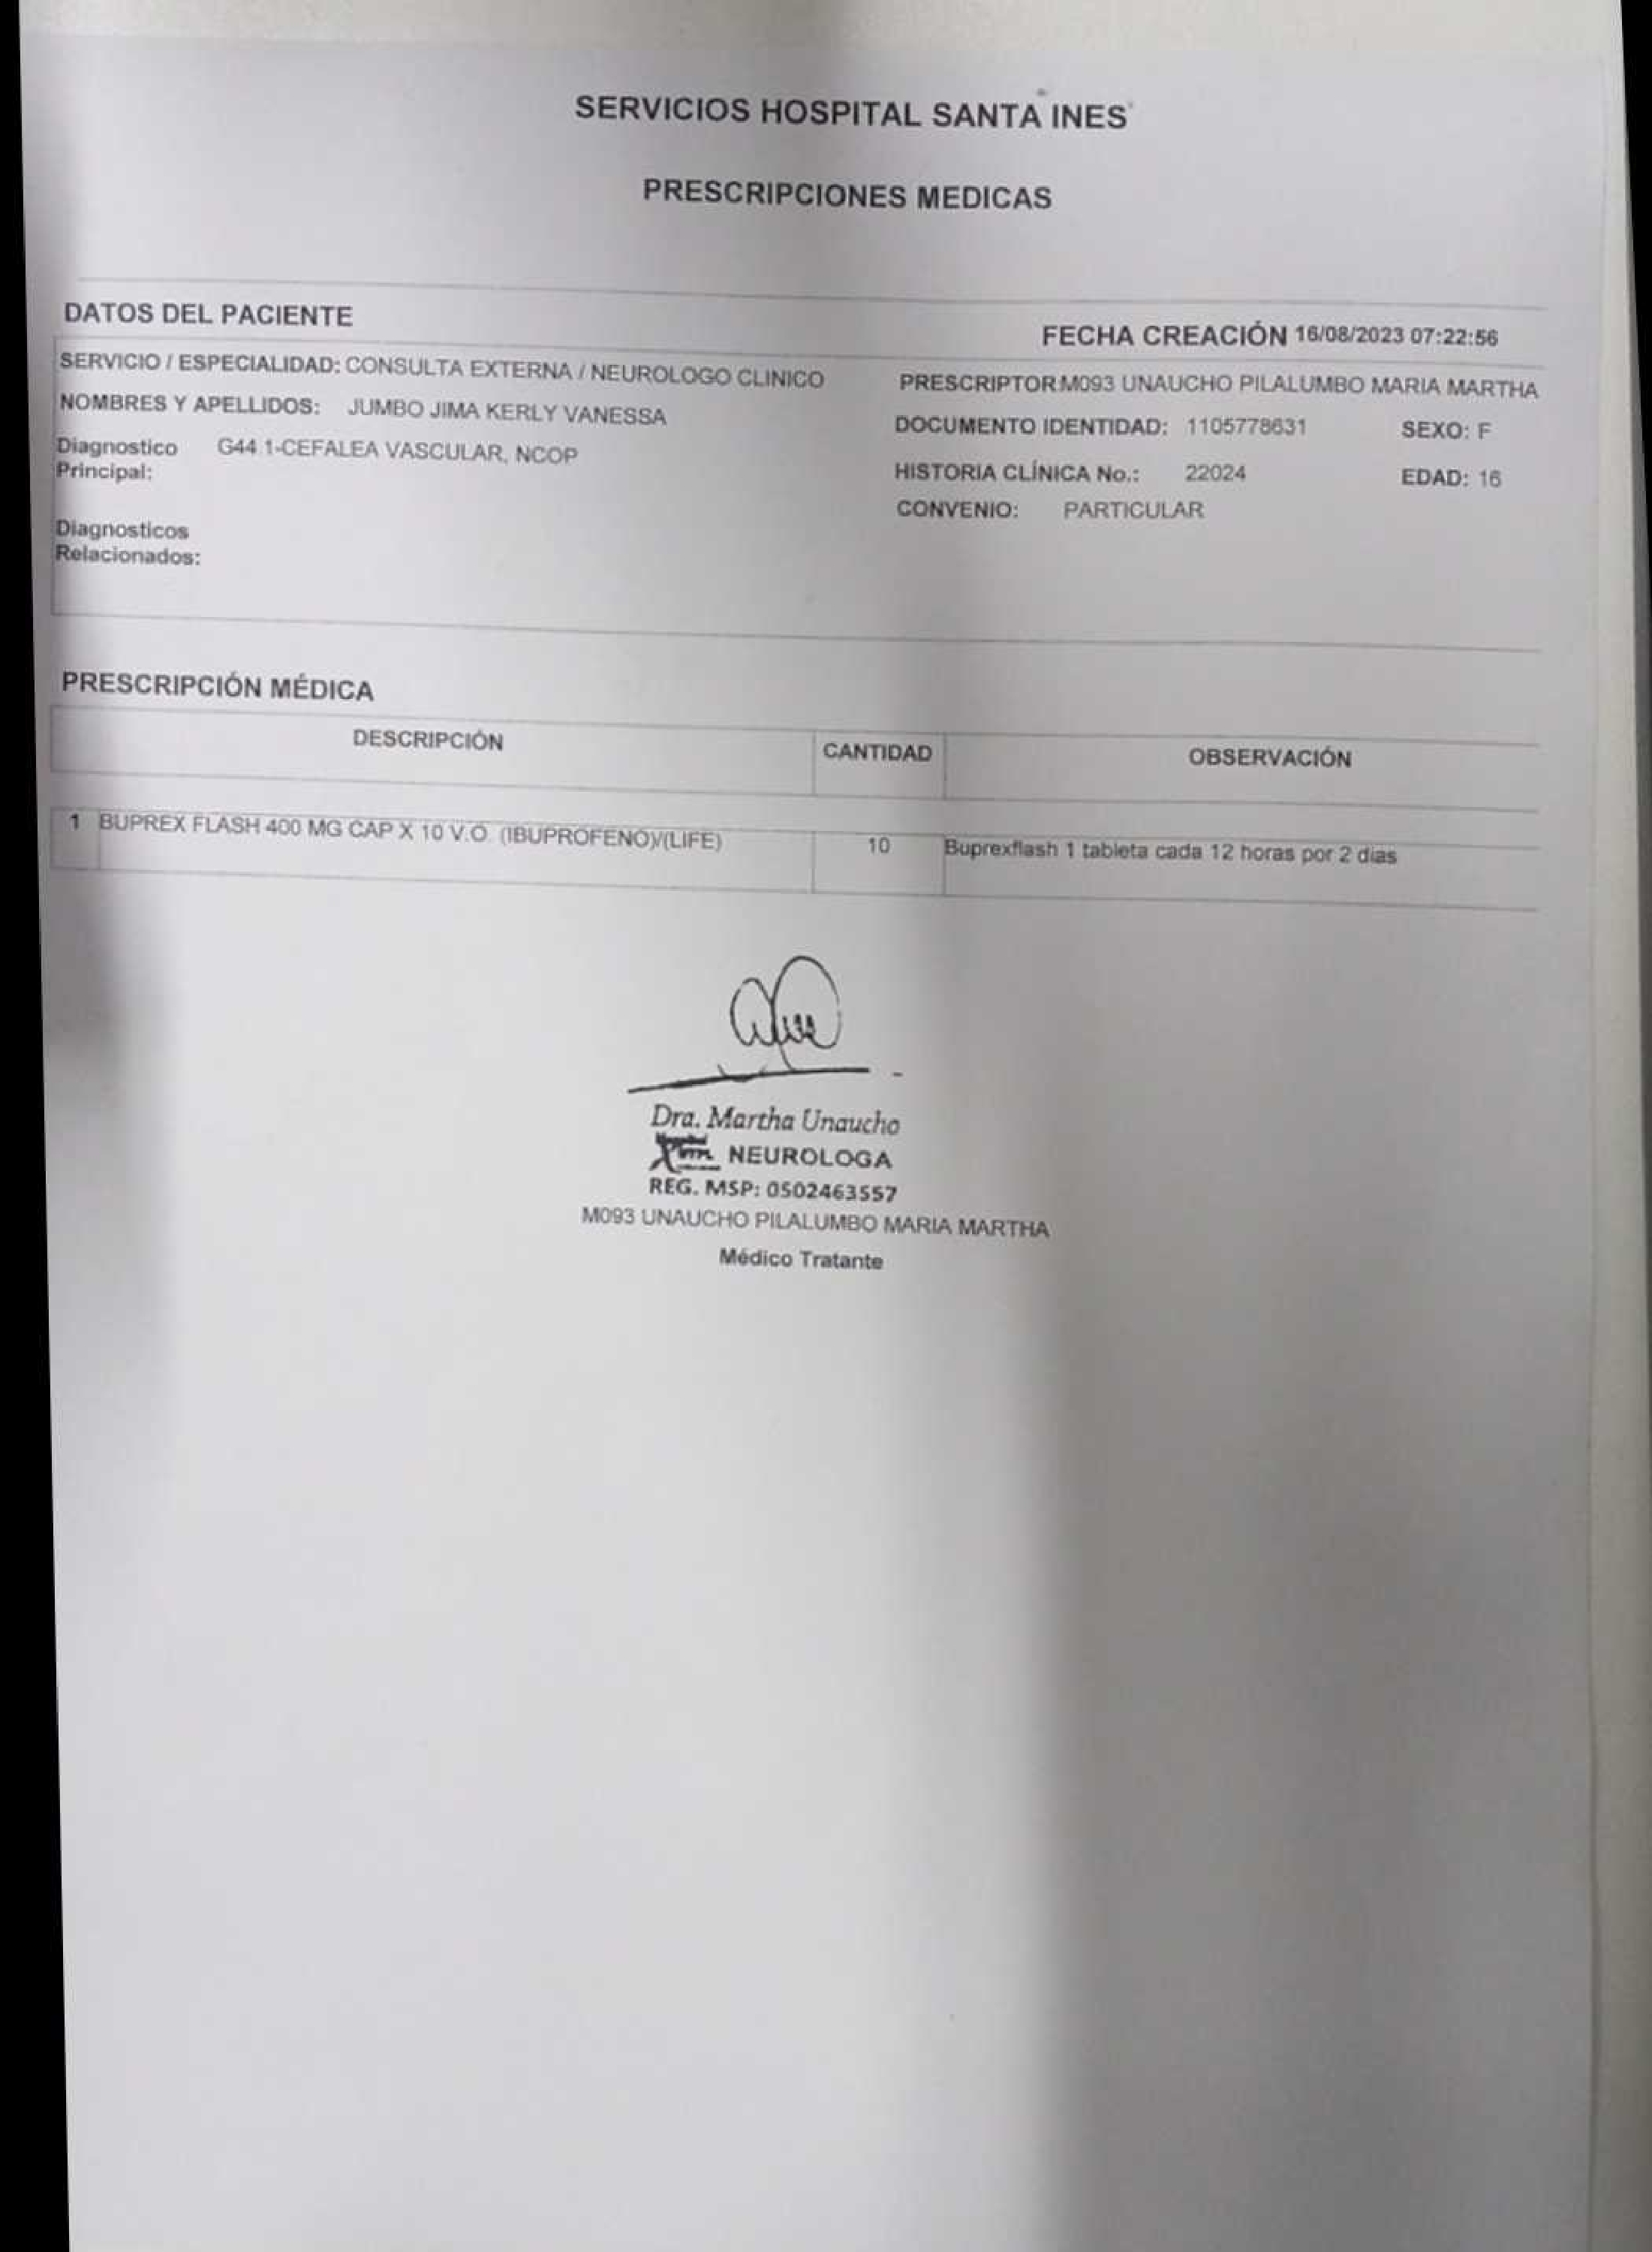 SERVICIOS HOSPITAL SANTA INES
PRESCRIPCIONES MEDICAS
DATOS DEL PACIENTE
FECHA CREACIÓN 16/08/2023 07:22:56
SERVICIO / ESPECIALIDAD: CONSULTA EXTERNA / NEUROLOGO CLINICO
PRESCRIPTOR:M093 UNAUCHO PILALUMBO MARIA MARTHA
NOMBRES Y APELLIDOS: JUMBO JIMA KERLY VANESSA
DOCUMENTO IDENTIDAD: 1105778631 SEXO: F
Diagnostico Principal: G44 1-CEFALEA VASCULAR, NCOP
HISTORIA CLÍNICA No.: 22024 EDAD: 16
CONVENIO: PARTICULAR
Diagnosticos
Relacionados:
PRESCRIPCIÓN MÉDICA
DESCRIPCIÓN CANTIDAD OBSERVACIÓN
1 BUPREX FLASH 400 MG CAP X 10 V.O. (IBUPROFENO)/(LIFE) 10 Buprexflash 1 tableta cada 12 horas por 2 dias
Dra. Martha Unaucho
NEUROLOGA
REG. MSP: 0502463557
M093 UNAUCHO PILALUMBO MARIA MARTHA
Médico Tratante